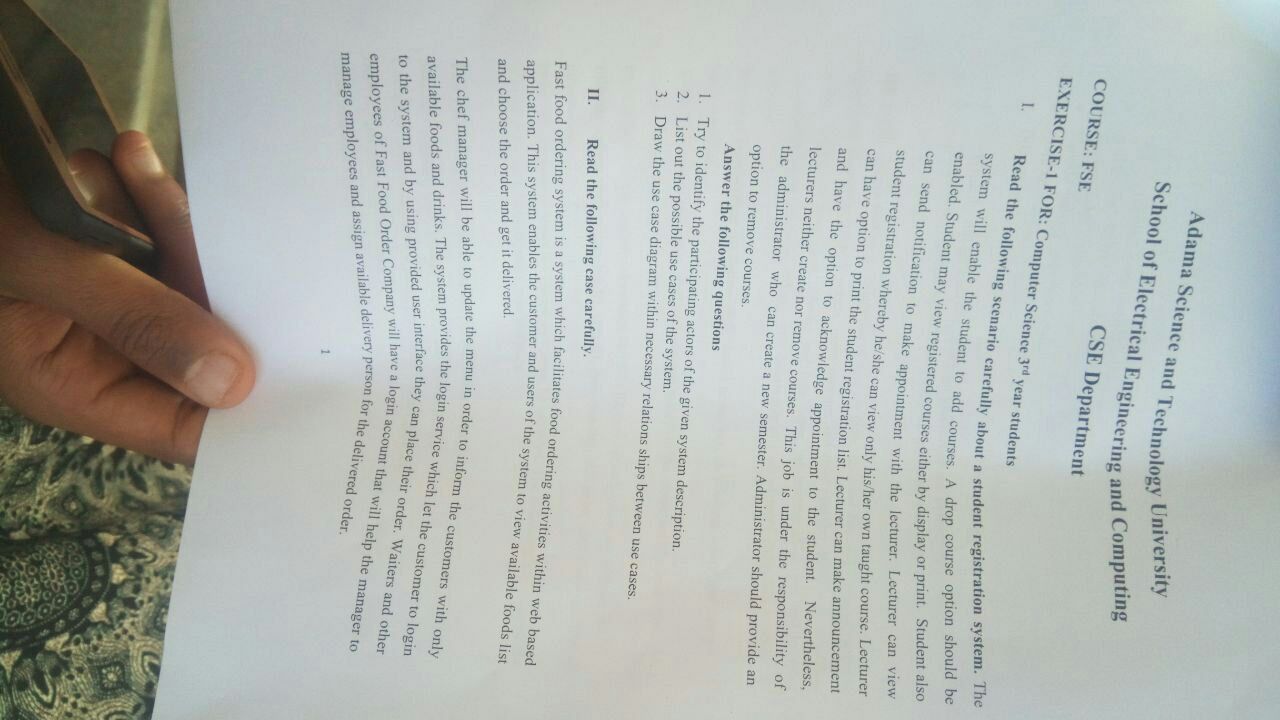 Adama Science and Technology University
School of Electrical Engineering and Computing
CSE Department
COURSE: FSE
EXERCISE-1 FOR: Computer Science 3rd year students
I. Read the following scenario carefully about a student registration system. The
system will enable the student to add courses. A drop course option should be
enabled. Student may view registered courses either by display or print. Student also
can send notification to make appointment with the lecturer. Lecturer can view
student registration whereby he/she can view only his/her own taught course. Lecturer
can have option to print the student registration list. Lecturer can make announcement
and have the option to acknowledge appointment to the student. Nevertheless,
lecturers neither create nor remove courses. This job is under the responsibility of
the administrator who can create a new semester. Administrator should provide an
option to remove courses.
Answer the following questions
1. Try to identify the participating actors of the given system description.
2. List out the possible use cases of the system.
3. Draw the use case diagram within necessary relations ships between use cases.
II. Read the following case carefully.
Fast food ordering system is a system which facilitates food ordering activities within web based
application. This system enables the customer and users of the system to view available foods list
and choose the order and get it delivered.
The chef manager will be able to update the menu in order to inform the customers with only
available foods and drinks. The system provides the login service which let the customer to login
to the system and by using provided user interface they can place their order. Waiters and other
employees of Fast Food Order Company will have a login account that will help the manager to
manage employees and assign available delivery person for the delivered order.
1